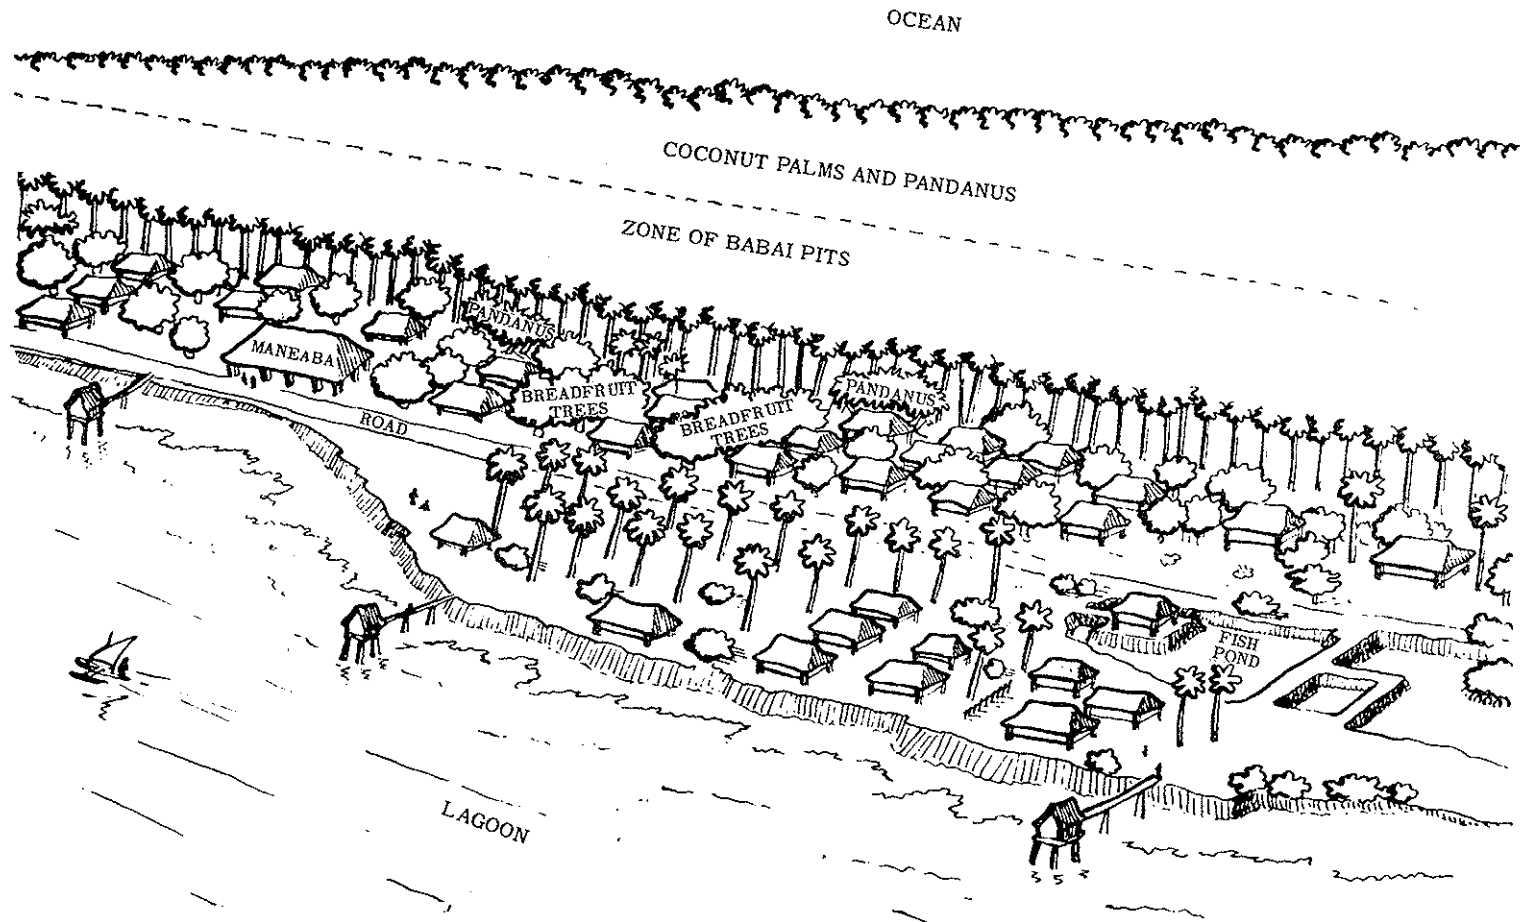 OCEAN
COCONUT PALMS AND PANDANUS
ZONE OF BABAI PITS
PANDANUS
MANEABA
BREADFRUIT
TREES
PANDANUS
BREADFRUIT
TREES
ROAD
FISH
POND
LAGOON